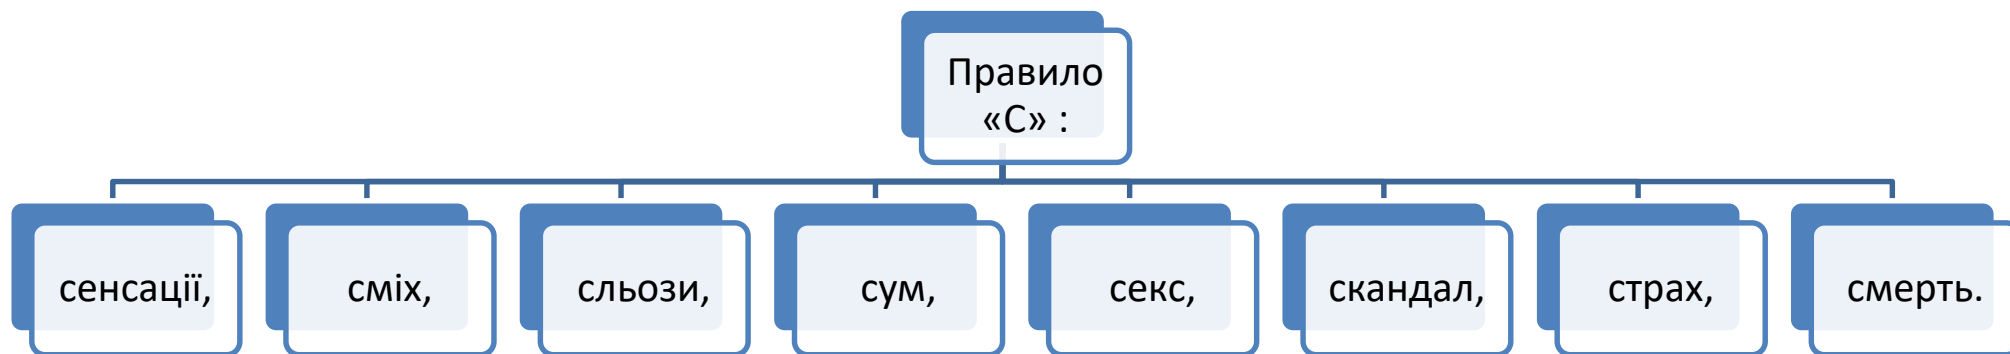 Правило
«С» :
сенсації,
сміх,
сльози,
сум,
секс,
скандал,
страх,
смерть.